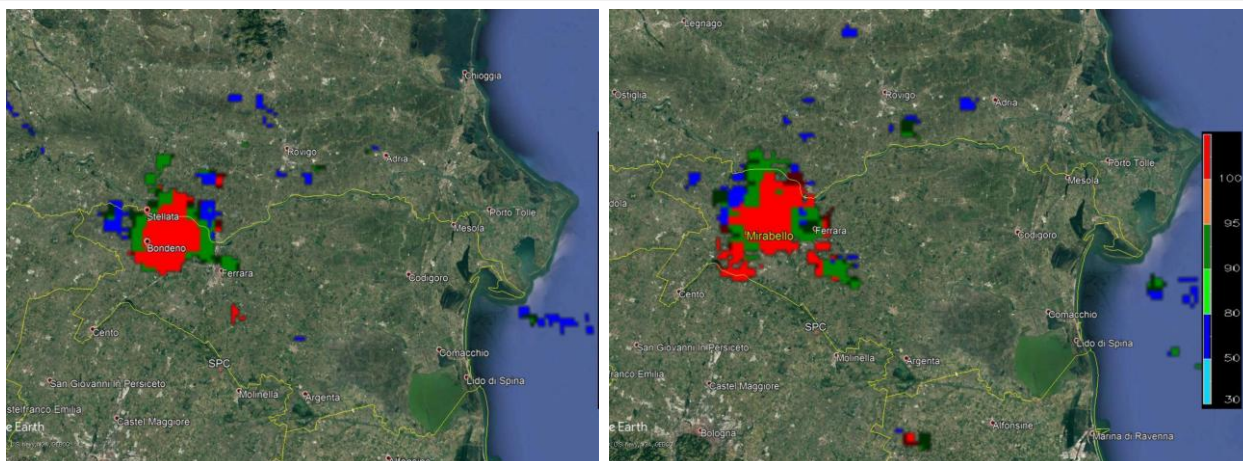 Chioggia
Rovigo
Adria
Stellata
Porto Tolle
Mesola
Bondeno
Ferrara
Codigoro
Cento
SPC
Comacchio
San Giovanni in Persiceto
Lido di Spina
Molinella
Argenta
Castel Maggiore
Earth
Legnago
Ostiglia
Rovigo
Adria
Porto Tolle
Mesola
Ferrara
Mirabello
Codigoro
Cento
Comacchio
SPC
San Giovanni in Persiceto
Lido di Spina
Molinella
Argenta
Castel Maggiore
Alfonsine
Bologna
Marina di Ravenna
Earth
100
95
90
80
50
30